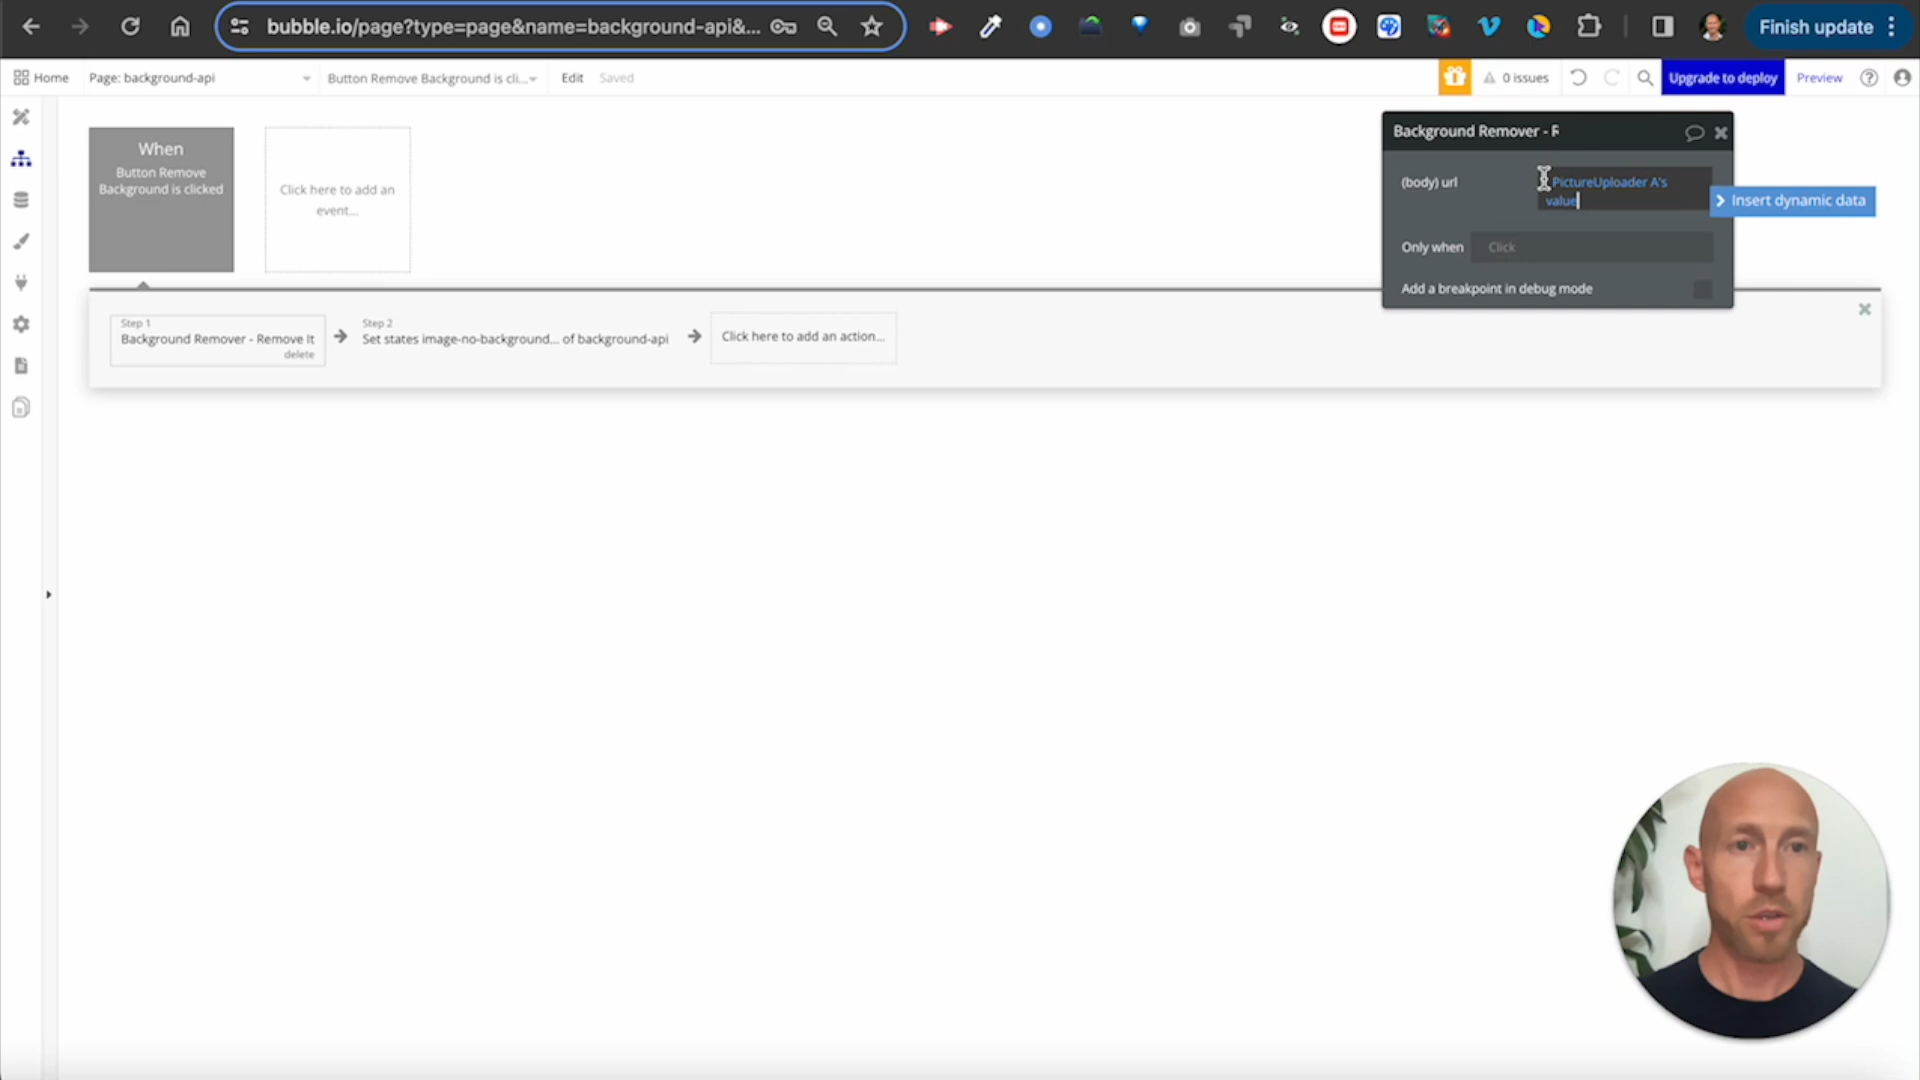 bubble.io/page?type=page&name=background-api&...
Finish update
Home
Page: background-api
Button Remove Background is cli...
Edit
Saved
0 issues
Upgrade to deploy
Preview
When
Button Remove
Background is clicked
Click here to add an
event...
Background Remover - R
(body) url
PictureUploader A's
value
Insert dynamic data
Only when
Click
Add a breakpoint in debug mode
Step 1
Background Remover - Remove It
delete
Step 2
Set states image-no-background... of background-api
Click here to add an action...